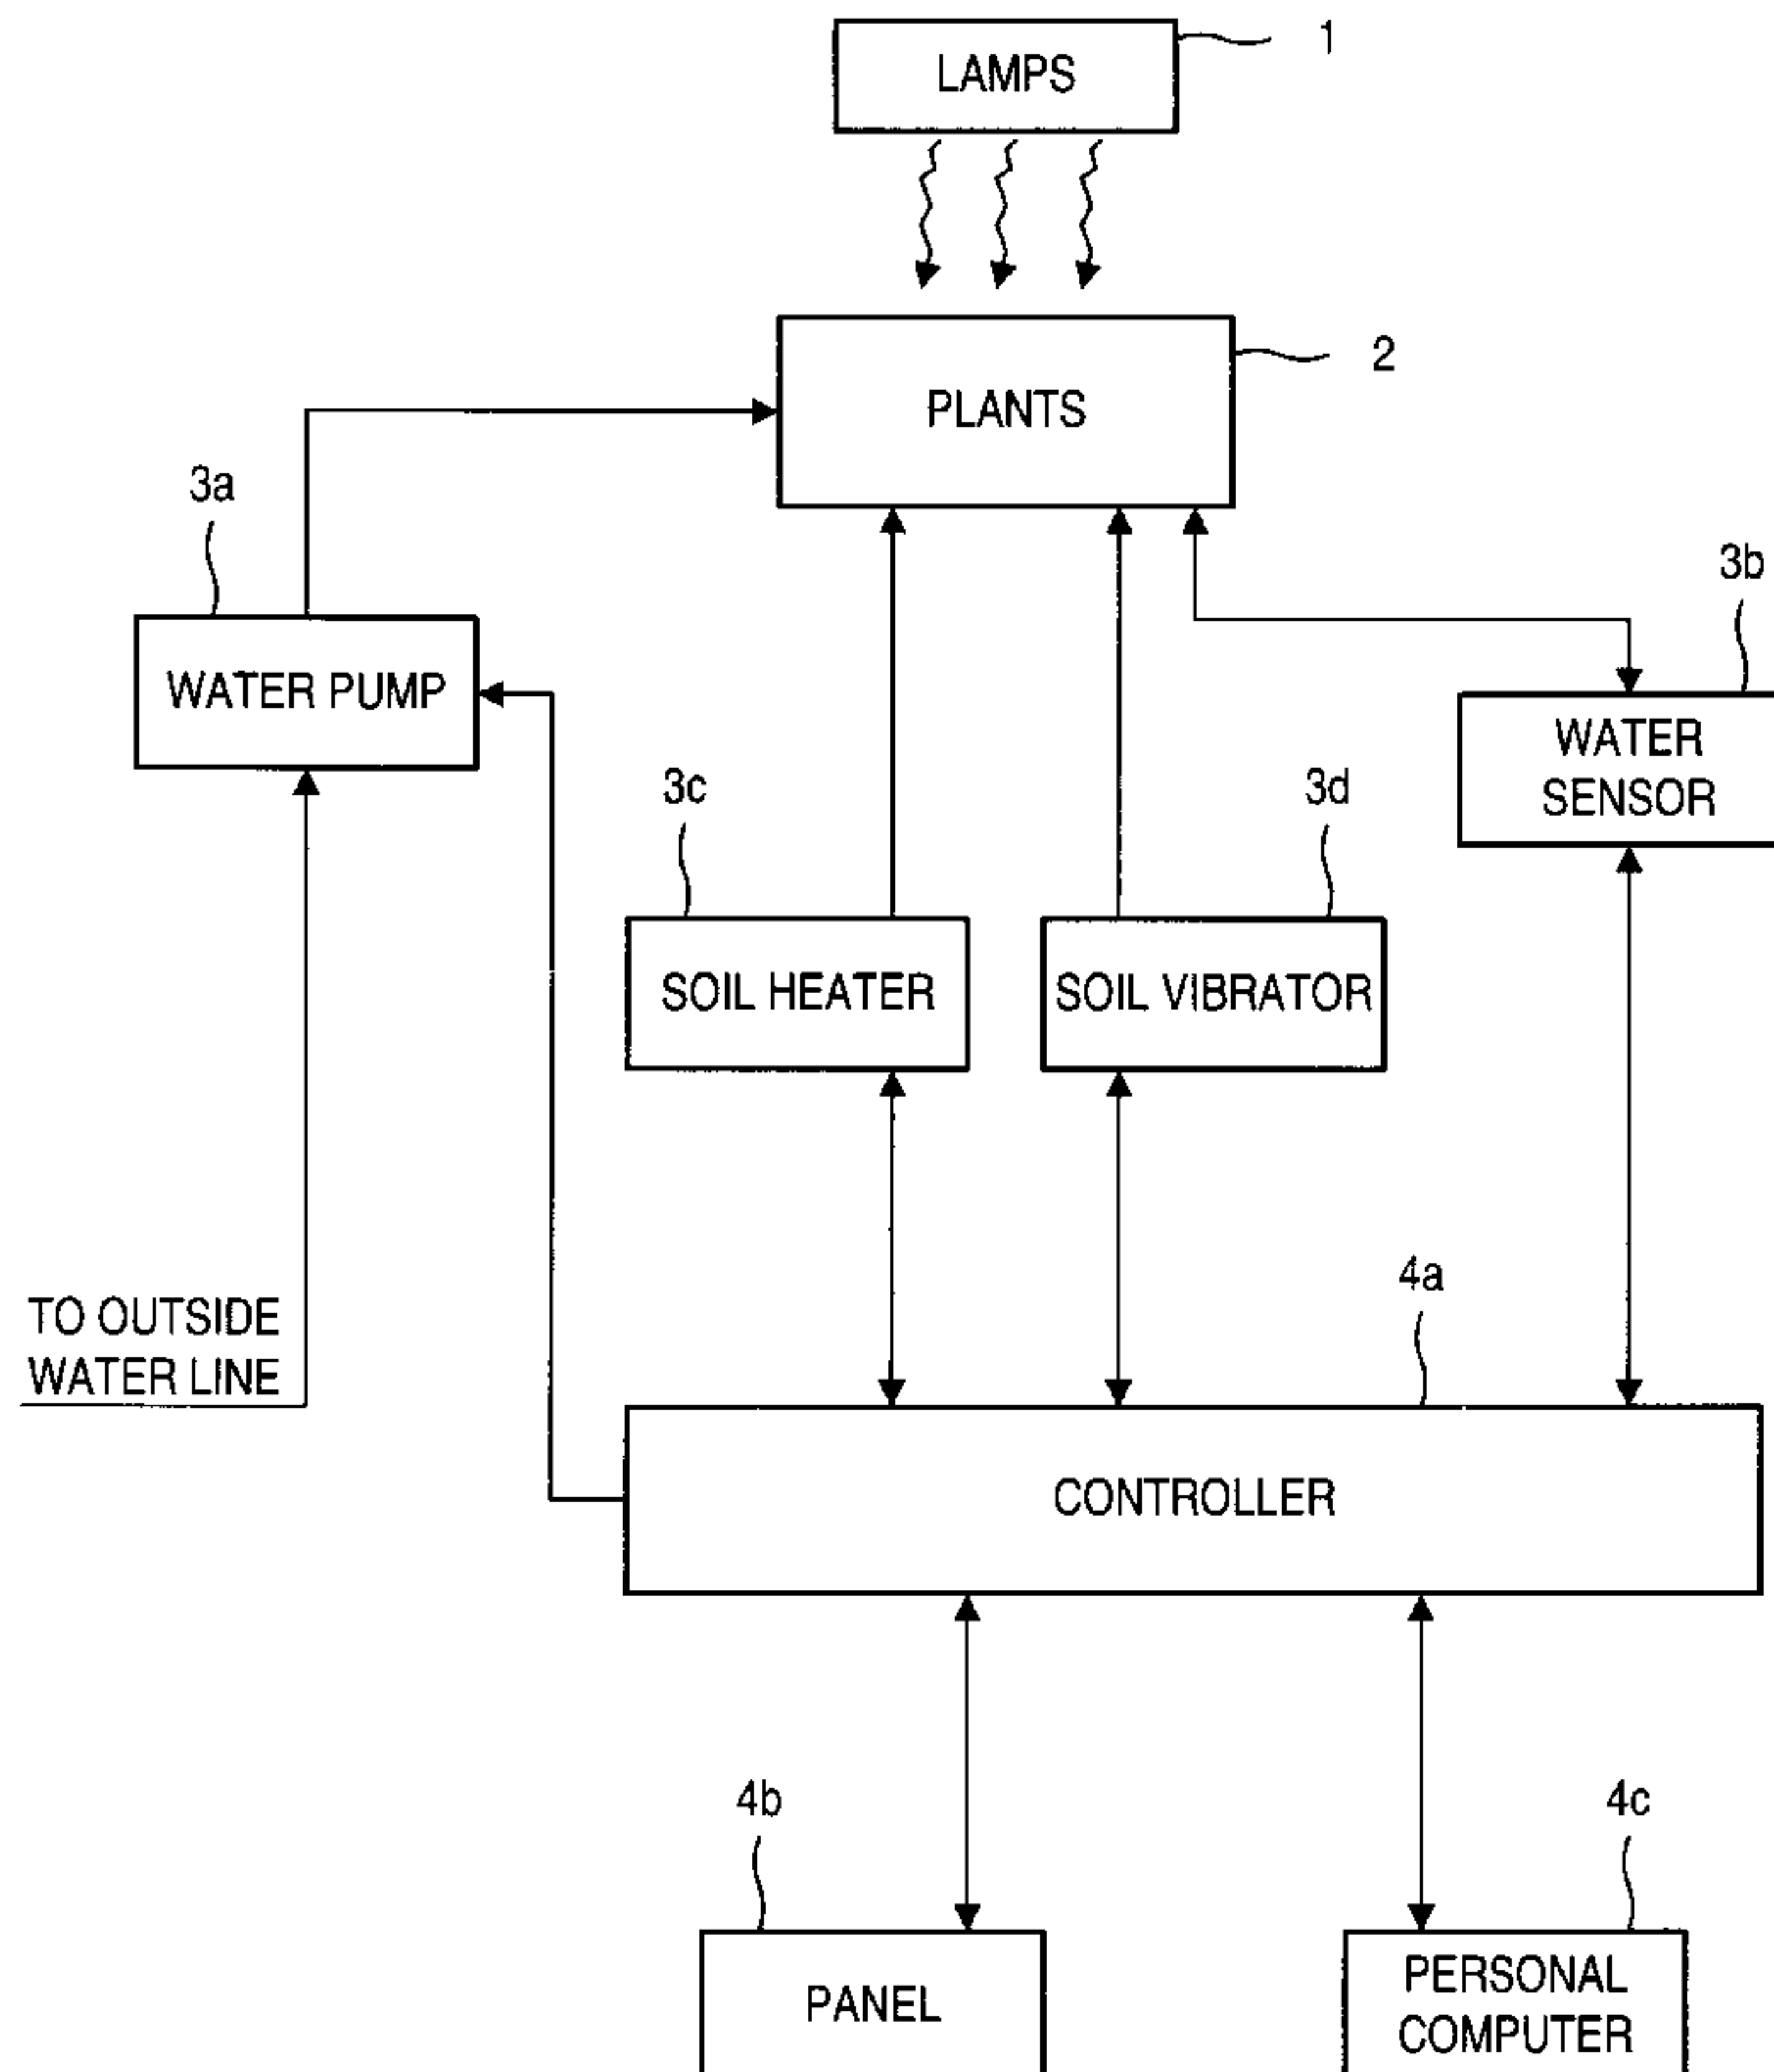 1
LAMPS
2
PLANTS
3a
WATER PUMP
3b
WATER
SENSOR
3c
SOIL HEATER
3d
SOIL VIBRATOR
TO OUTSIDE
WATER LINE
4a
CONTROLLER
4b
PANEL
4c
PERSONAL
COMPUTER